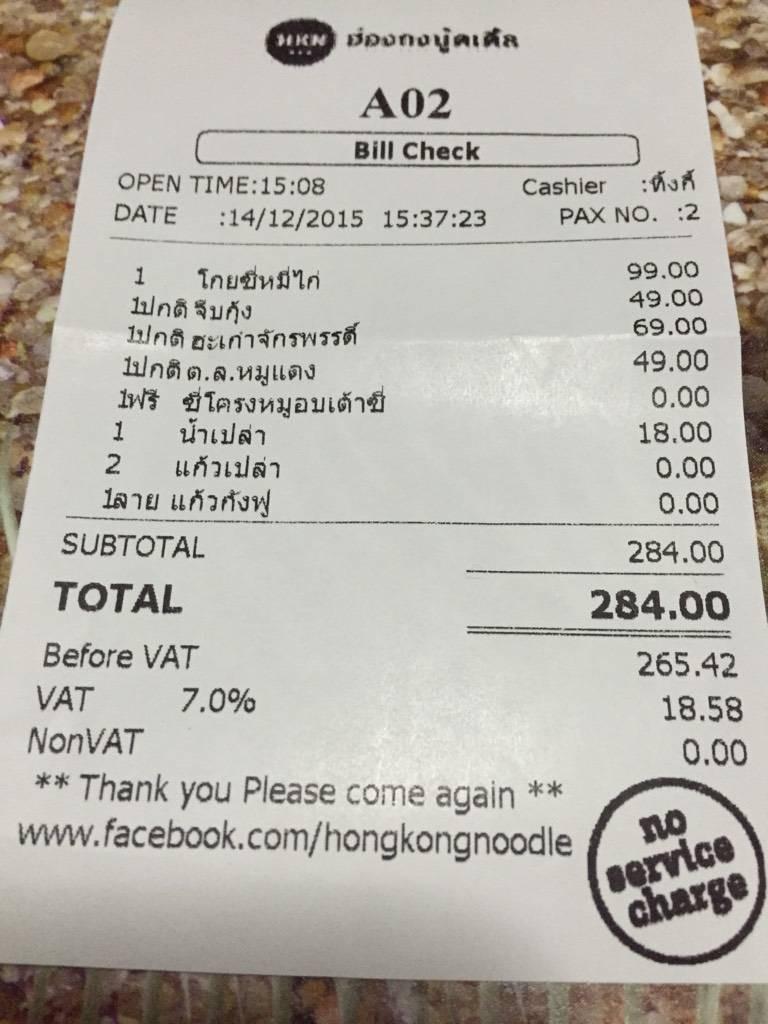 HKN ฮ่องกงนู้ดเดิ้ล
A02
Bill Check
OPEN TIME:15:08 Cashier :ติ๋งกี้
DATE :14/12/2015 15:37:23 PAX NO. :2
1 โกยซีหมี่ไก่ 99.00
1ปกติ จีบกุ้ง 49.00
1ปกติ ฮะเก๋าจักรพรรดิ์ 69.00
1ปกติ ต.ล.หมูแดง 49.00
1ฟรี ซี่โครงหมูอบเต้าซี่ 0.00
1 น้ำเปล่า 18.00
2 แก้วเปล่า 0.00
1ลาย แก้วกังฟู 0.00
SUBTOTAL 284.00
TOTAL 284.00
Before VAT 265.42
VAT 7.0% 18.58
NonVAT 0.00
** Thank you Please come again **
www.facebook.com/hongkongnoodle
no
service
charge